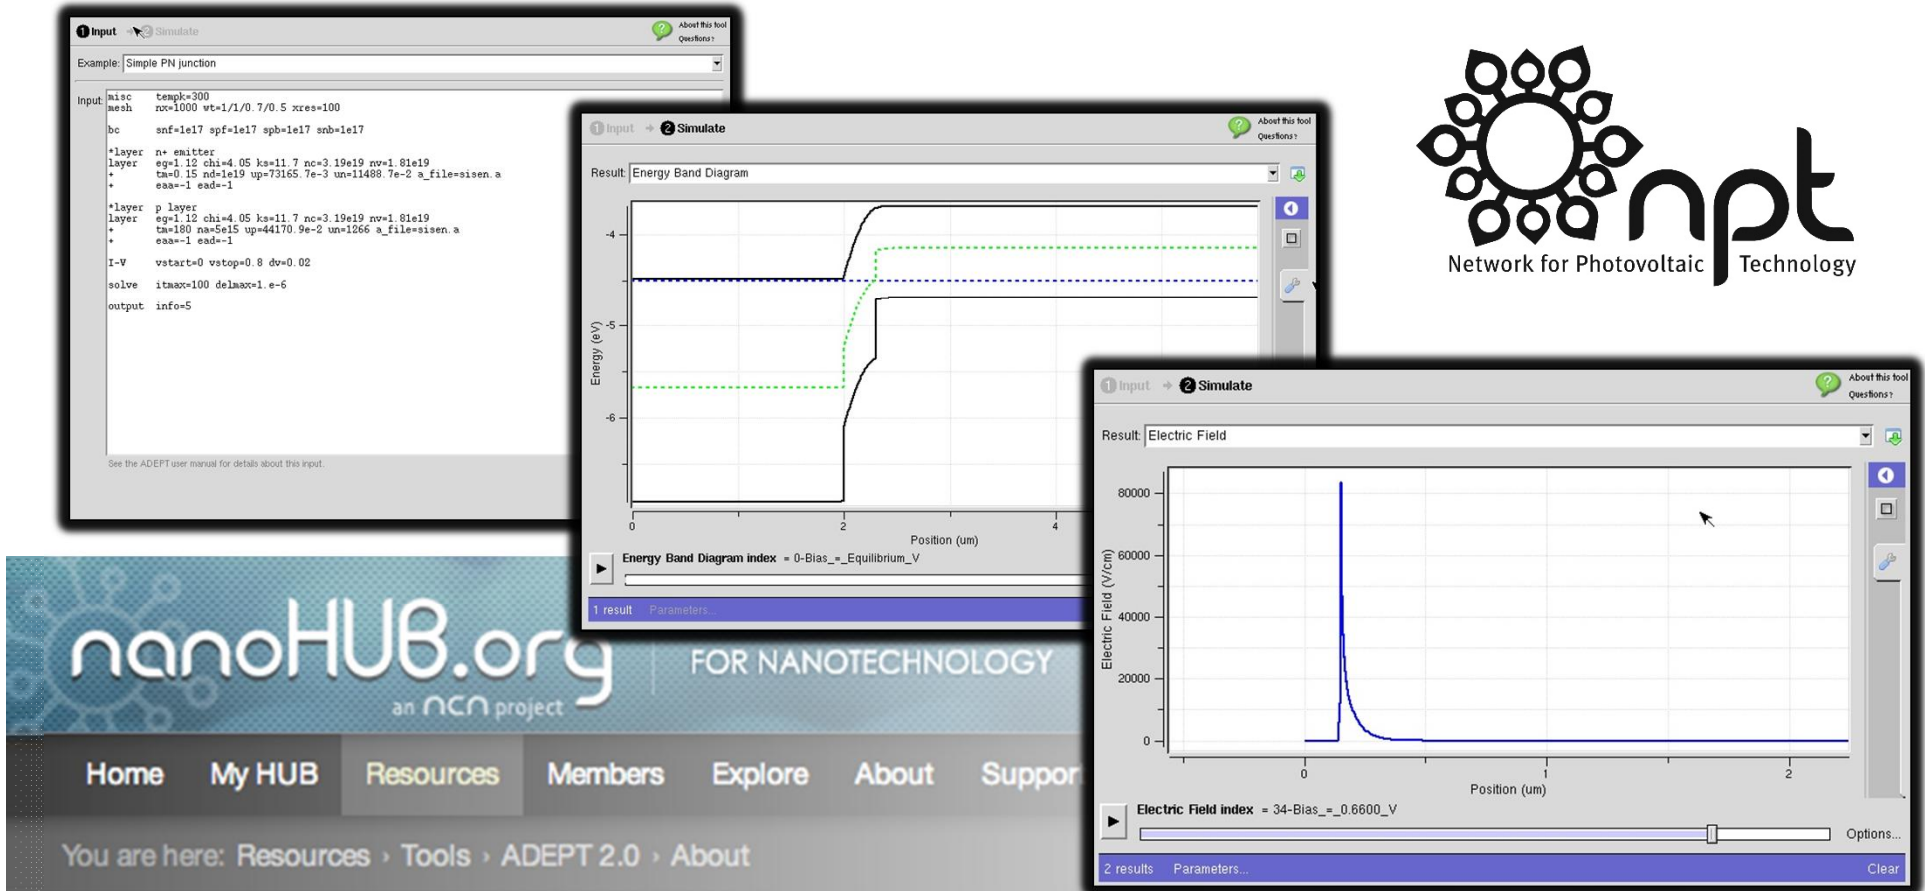 1 Input → 2 Simulate
About this tool
Questions?
Example: Simple PN junction
Input:
misc tempk=300
mesh nx=1000 wt=1/1/0.7/0.5 xres=100
bc snf=1e17 spf=1e17 spb=1e17 snb=1e17
*layer n+ emitter
layer eg=1.12 chi=4.05 ks=11.7 nc=3.19e19 nv=1.81e19
+ tm=0.15 nd=1e19 up=73165.7e-3 un=11488.7e-2 a_file=sisen.a
+ eaa=-1 ead=-1
*layer p layer
layer eg=1.12 chi=4.05 ks=11.7 nc=3.19e19 nv=1.81e19
+ tm=180 na=5e15 up=44170.9e-2 un=1266 a_file=sisen.a
+ eaa=-1 ead=-1
I-V vstart=0 vstop=0.8 dv=0.02
solve itmax=100 delmax=1.e-6
output info=5
See the ADEPT user manual for details about this input.
1 Input → 2 Simulate
About this tool
Questions?
Result: Energy Band Diagram
-4
-5
-6
Energy (eV)
0 2 4
Position (um)
Energy Band Diagram index = 0-Bias_=_Equilibrium_V
1 result Parameters...
npt
Network for Photovoltaic Technology
1 Input → 2 Simulate
About this tool
Questions?
Result: Electric Field
80000
60000
40000
20000
0
Electric Field (V/cm)
0 1 2
Position (um)
Electric Field index = 34-Bias_=_0.6600_V
Options...
2 results Parameters... Clear
nanoHUB.org
an ncn project
FOR NANOTECHNOLOGY
Home My HUB Resources Members Explore About Support
You are here: Resources › Tools › ADEPT 2.0 › About